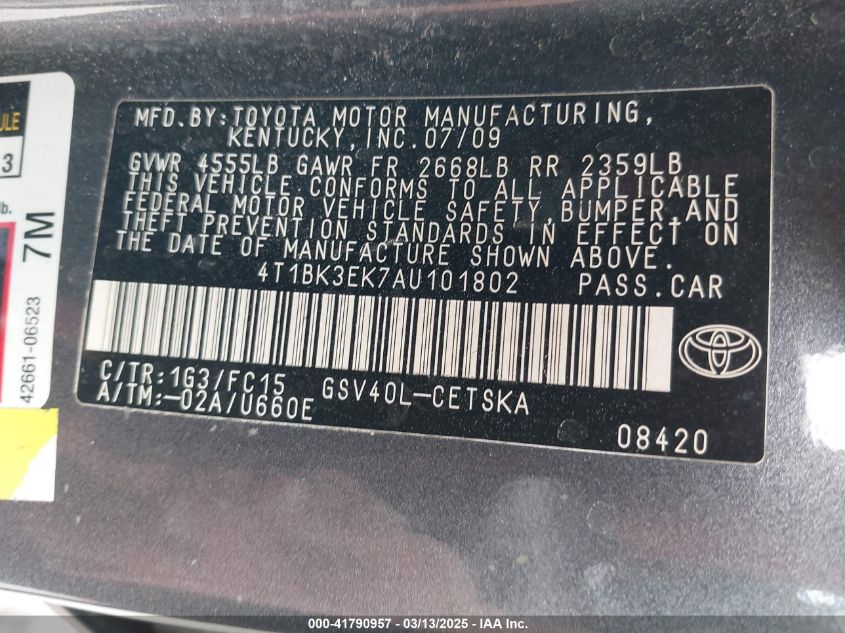 ULE
3
lb.
7M
42661-06523
MFD.BY:TOYOTA MOTOR MANUFACTURING,
KENTUCKY,INC.07/09
GVWR 4555LB GAWR FR 2668LB RR 2359LB
THIS VEHICLE CONFORMS TO ALL APPLICABLE
FEDERAL MOTOR VEHICLE SAFETY,BUMPER,AND
THEFT PREVENTION STANDARDS IN EFFECT ON
THE DATE OF MANUFACTURE SHOWN ABOVE.
4T1BK3EK7AU101802 PASS.CAR
C/TR:1G3/FC15 GSV40L-CETSKA
A/TM:-02A/U660E
08420
000-41790957 - 03/13/2025 - IAA Inc.